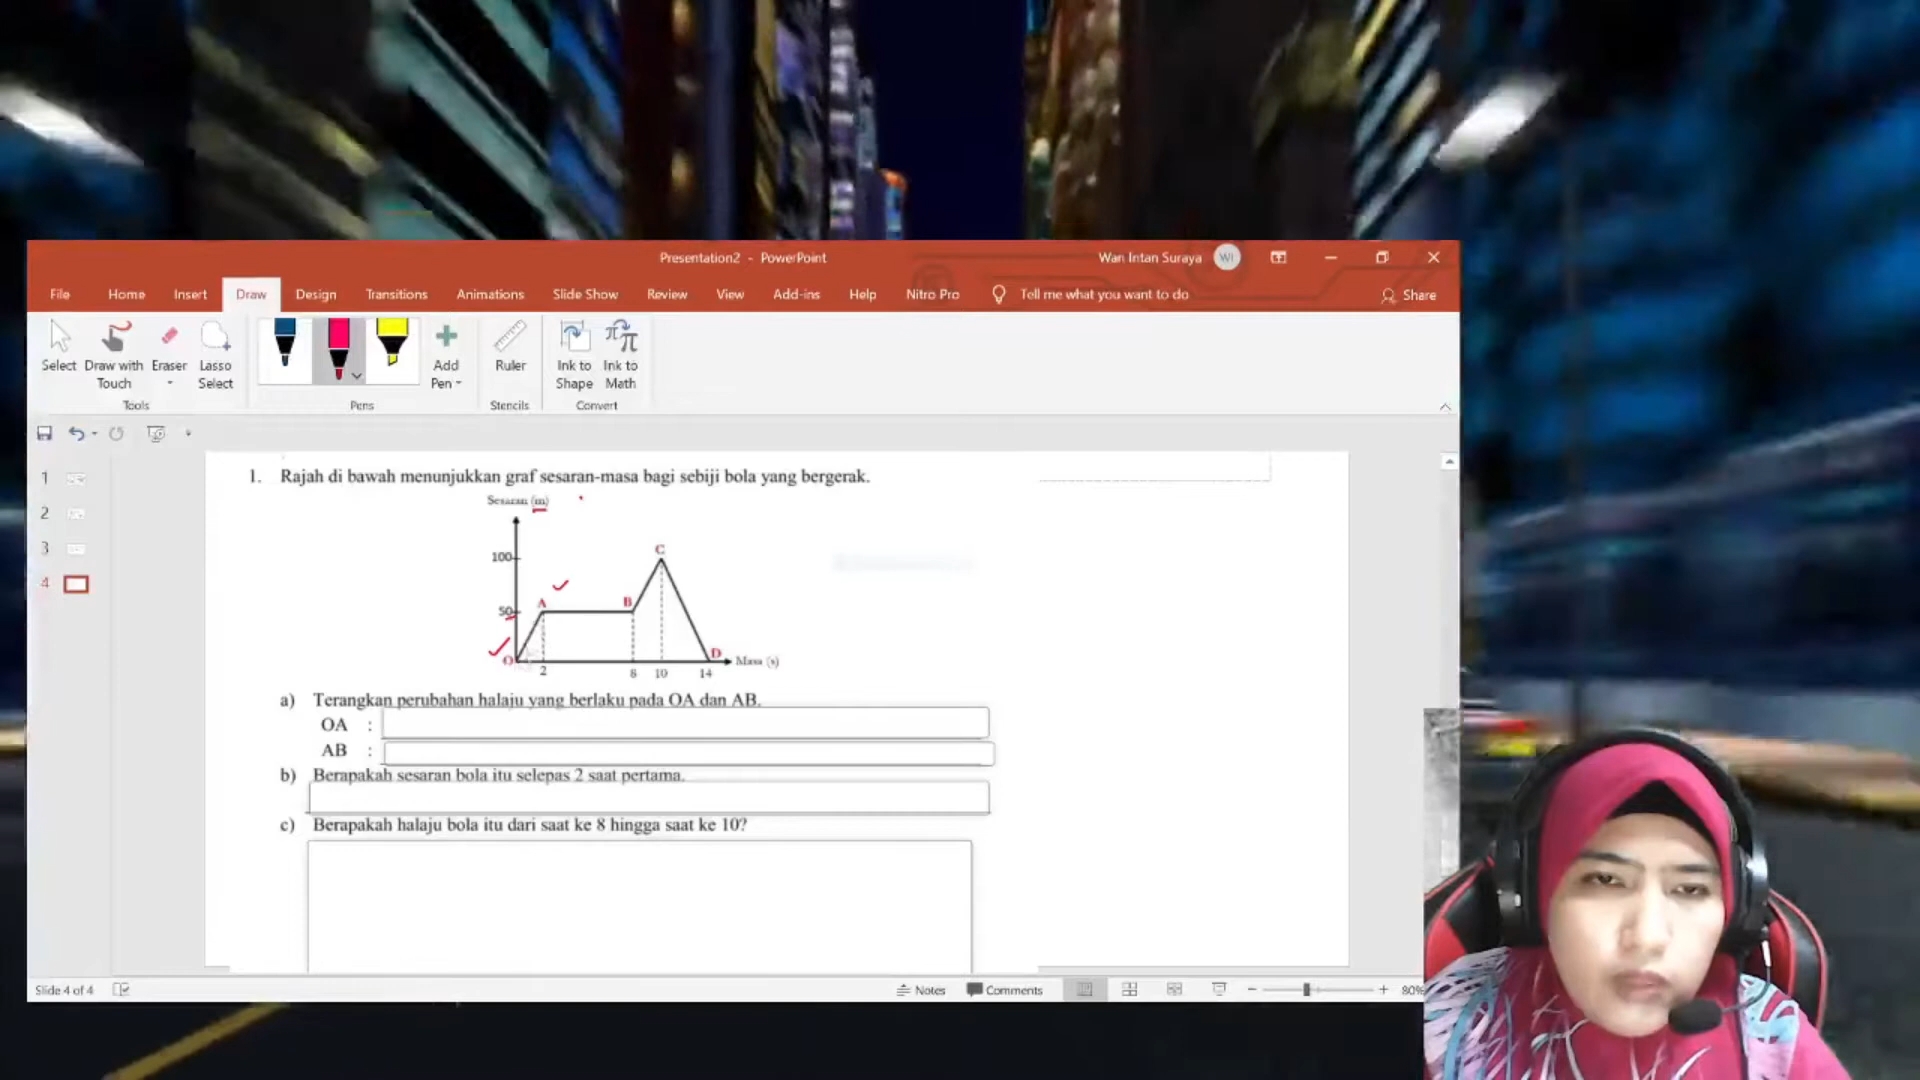 Presentation2 - PowerPoint
Wan Intan Suraya
WI
File Home Insert Draw Design Transitions Animations Slide Show Review View Add-ins Help Nitro Pro Tell me what you want to do Share
Select Draw with Touch Eraser Lasso Select Add Pen Ruler Ink to Shape Ink to Math
Tools Pens Stencils Convert
1
2
3
4
1. Rajah di bawah menunjukkan graf sesaran-masa bagi sebiji bola yang bergerak.
Sesaran (m)
100
C
50
A
B
O
D
Masa (s)
2 8 10 14
a) Terangkan perubahan halaju yang berlaku pada OA dan AB.
OA :
AB :
b) Berapakah sesaran bola itu selepas 2 saat pertama.
c) Berapakah halaju bola itu dari saat ke 8 hingga saat ke 10?
Slide 4 of 4
Notes Comments
80%